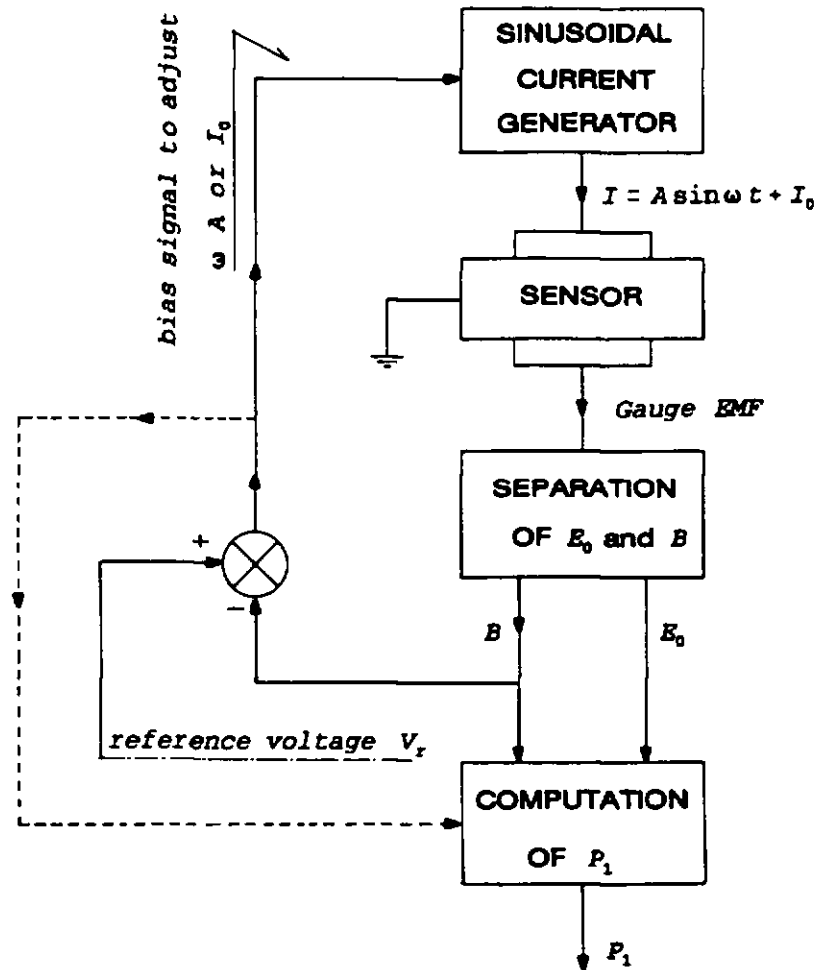 bias signal to adjust
ω A or I₀
SINUSOIDAL
CURRENT
GENERATOR
I = A sin ω t + I₀
SENSOR
Gauge EMF
SEPARATION
OF E₀ and B
+
−
B
E₀
reference voltage Vᵣ
COMPUTATION
OF P₁
P₁